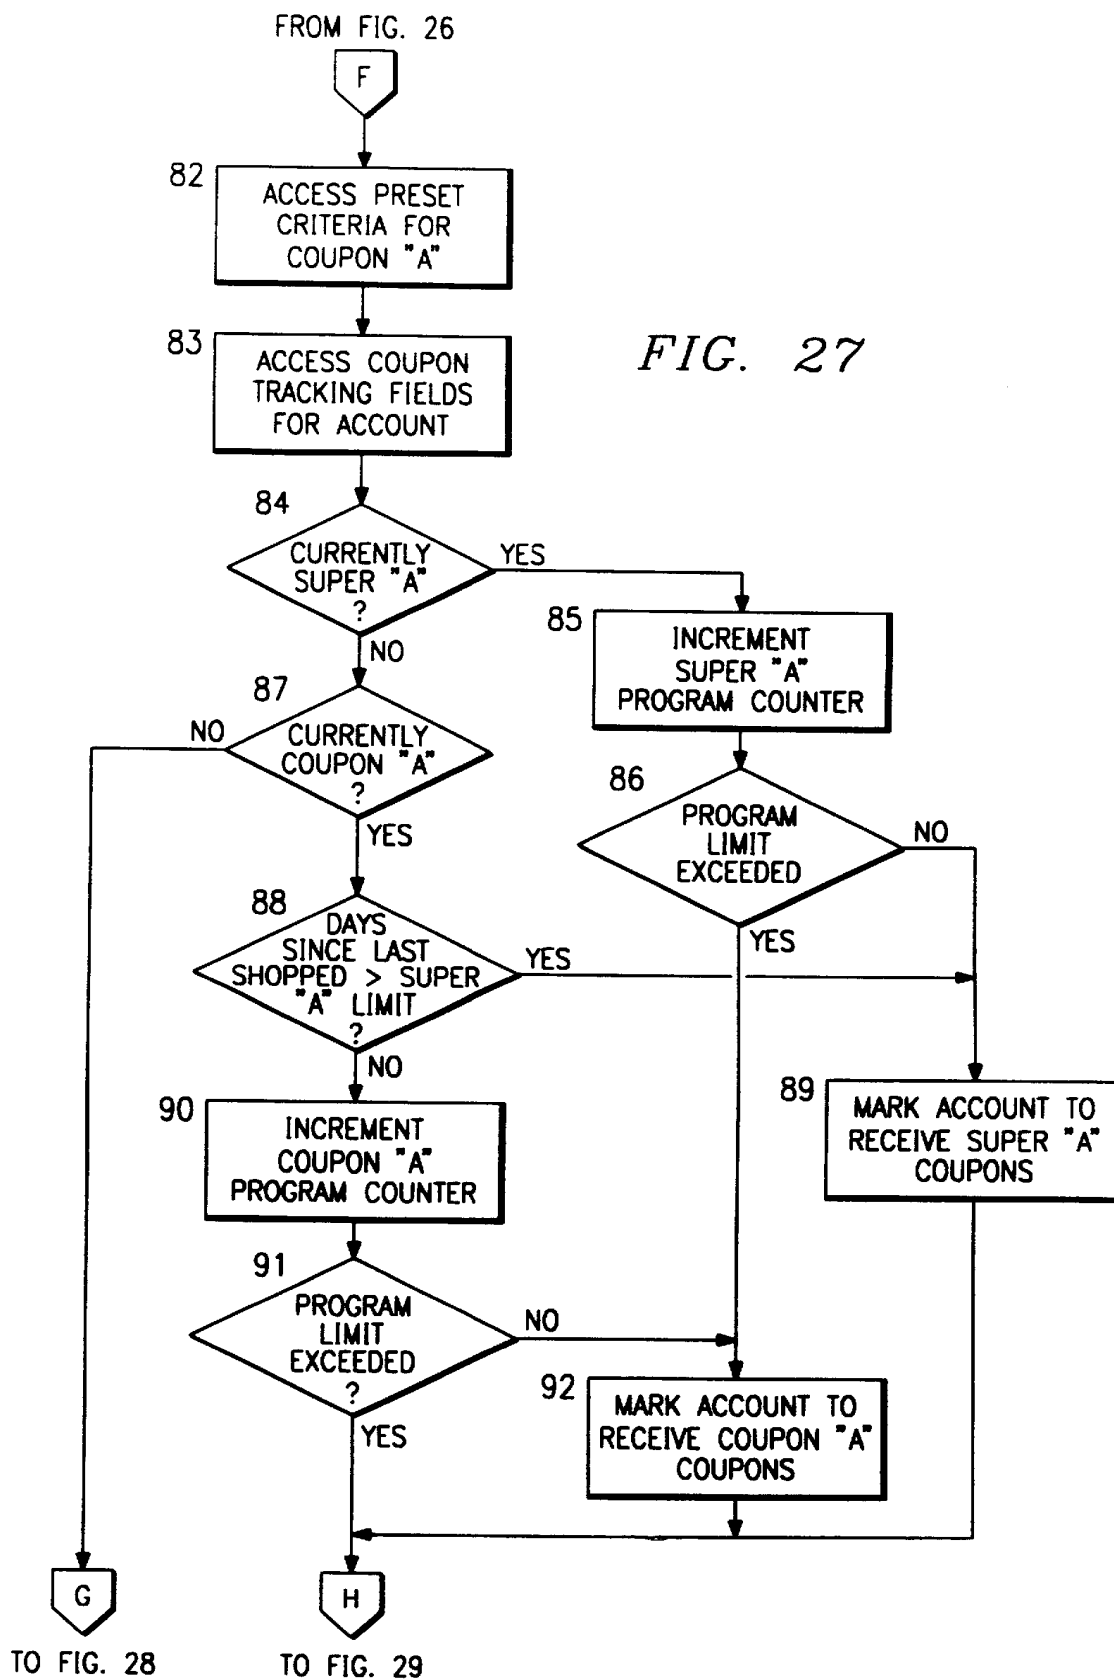 FROM FIG. 26
F
82
ACCESS PRESET
CRITERIA FOR
COUPON "A"
83
ACCESS COUPON
TRACKING FIELDS
FOR ACCOUNT
FIG. 27
84
CURRENTLY
SUPER "A"
?
YES
NO
85
INCREMENT
SUPER "A"
PROGRAM COUNTER
87
CURRENTLY
COUPON "A"
?
NO
YES
86
PROGRAM
LIMIT
EXCEEDED
NO
YES
88
DAYS
SINCE LAST
SHOPPED > SUPER
"A" LIMIT
?
YES
NO
89
MARK ACCOUNT TO
RECEIVE SUPER "A"
COUPONS
90
INCREMENT
COUPON "A"
PROGRAM COUNTER
91
PROGRAM
LIMIT
EXCEEDED
?
NO
YES
92
MARK ACCOUNT TO
RECEIVE COUPON "A"
COUPONS
G
H
TO FIG. 28
TO FIG. 29